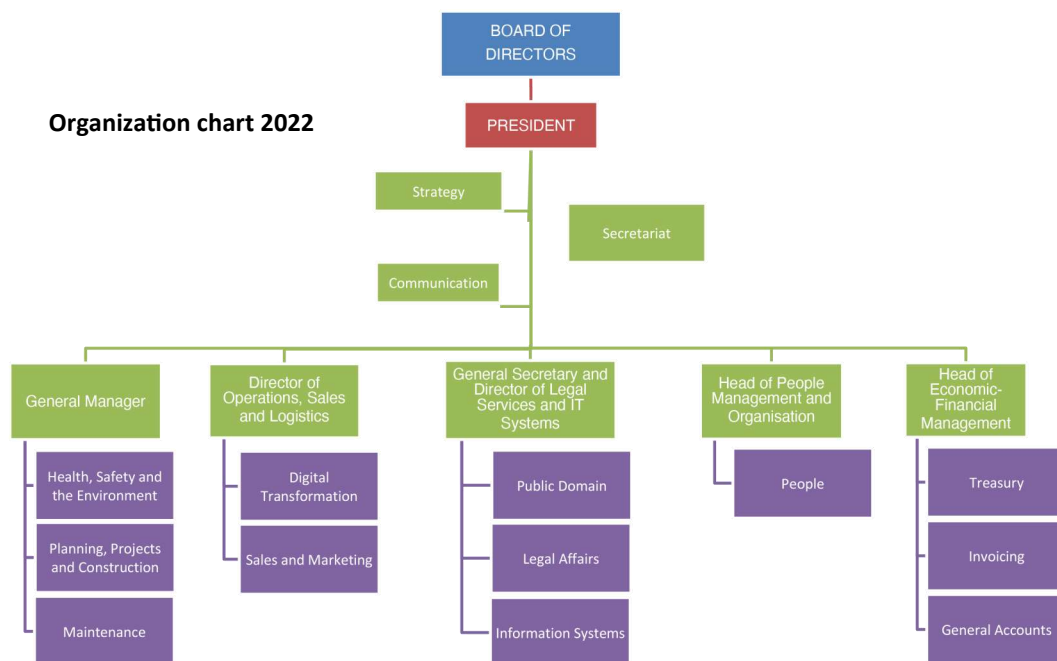 BOARD OF
DIRECTORS
Organization chart 2022
PRESIDENT
Strategy
Secretariat
Communication
General Manager
Director of
Operations, Sales
and Logistics
General Secretary and
Director of Legal
Services and IT
Systems
Head of People
Management and
Organisation
Head of
Economic-
Financial
Management
Health, Safety and
the Environment
Planning, Projects
and Construction
Maintenance
Digital
Transformation
Sales and Marketing
Public Domain
Legal Affairs
Information Systems
People
Treasury
Invoicing
General Accounts